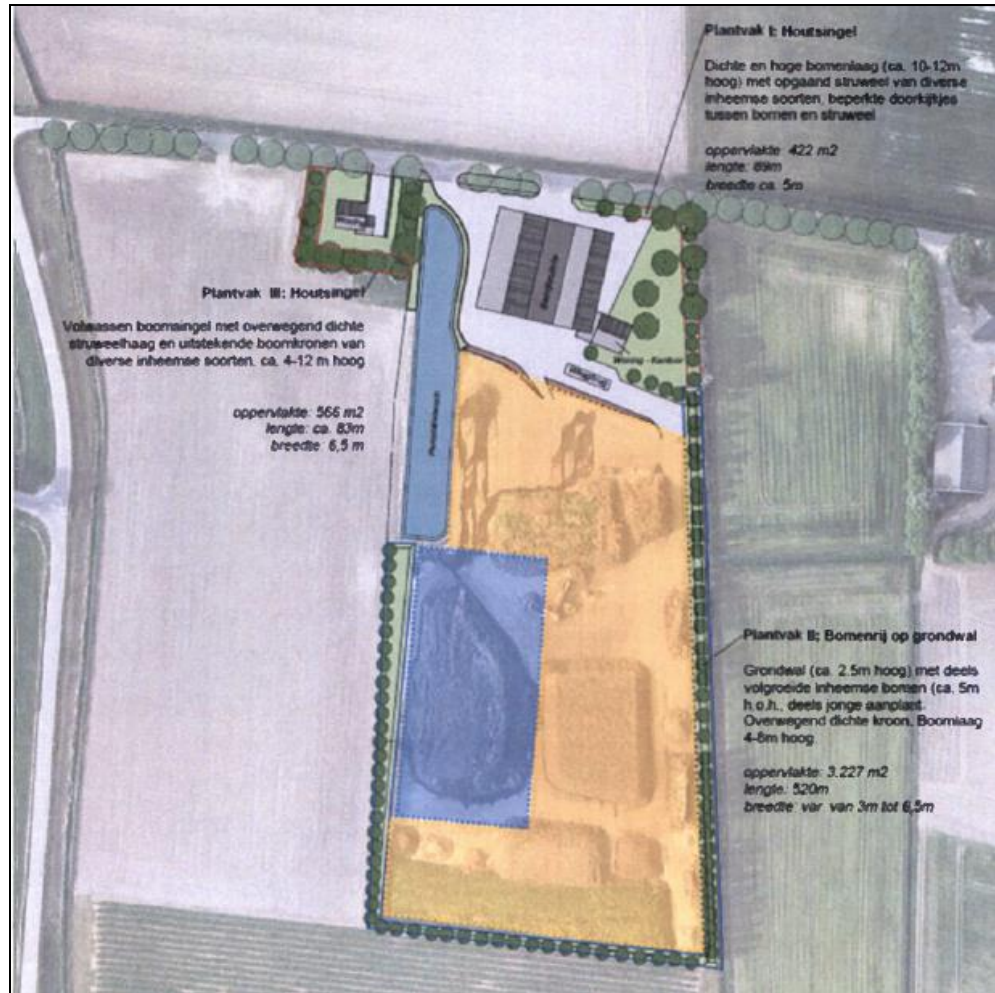 Plantvak I: Houtsingel
Dichte en hoge bomenlaag (ca. 10-12m
hoog) met opgaand struweel van diverse
inheemse soorten, beperkte doorkijkjes
tussen bomen en struweel
oppervlakte: 422 m2
lengte: 89m
breedte ca. 5m
Plantvak III: Houtsingel
Volwassen boomsingel met overwegend dichte
struweelhaag en uitstekende boomkronen van
diverse inheemse soorten, ca. 4-12 m hoog
oppervlakte: 566 m2
lengte: ca. 83m
breedte: 6,5 m
Woning - Kantoor
Plantvak II: Bomenrij op grondwal
Grondwal (ca. 2.5m hoog) met deels
volgroeide inheemse bomen (ca. 5m
h.o.h., deels jonge aanplant.
Overwegend dichte kroon, Boomlaag
4-8m hoog.
oppervlakte: 3.227 m2
lengte: 520m
breedte: var. van 3m tot 6,5m